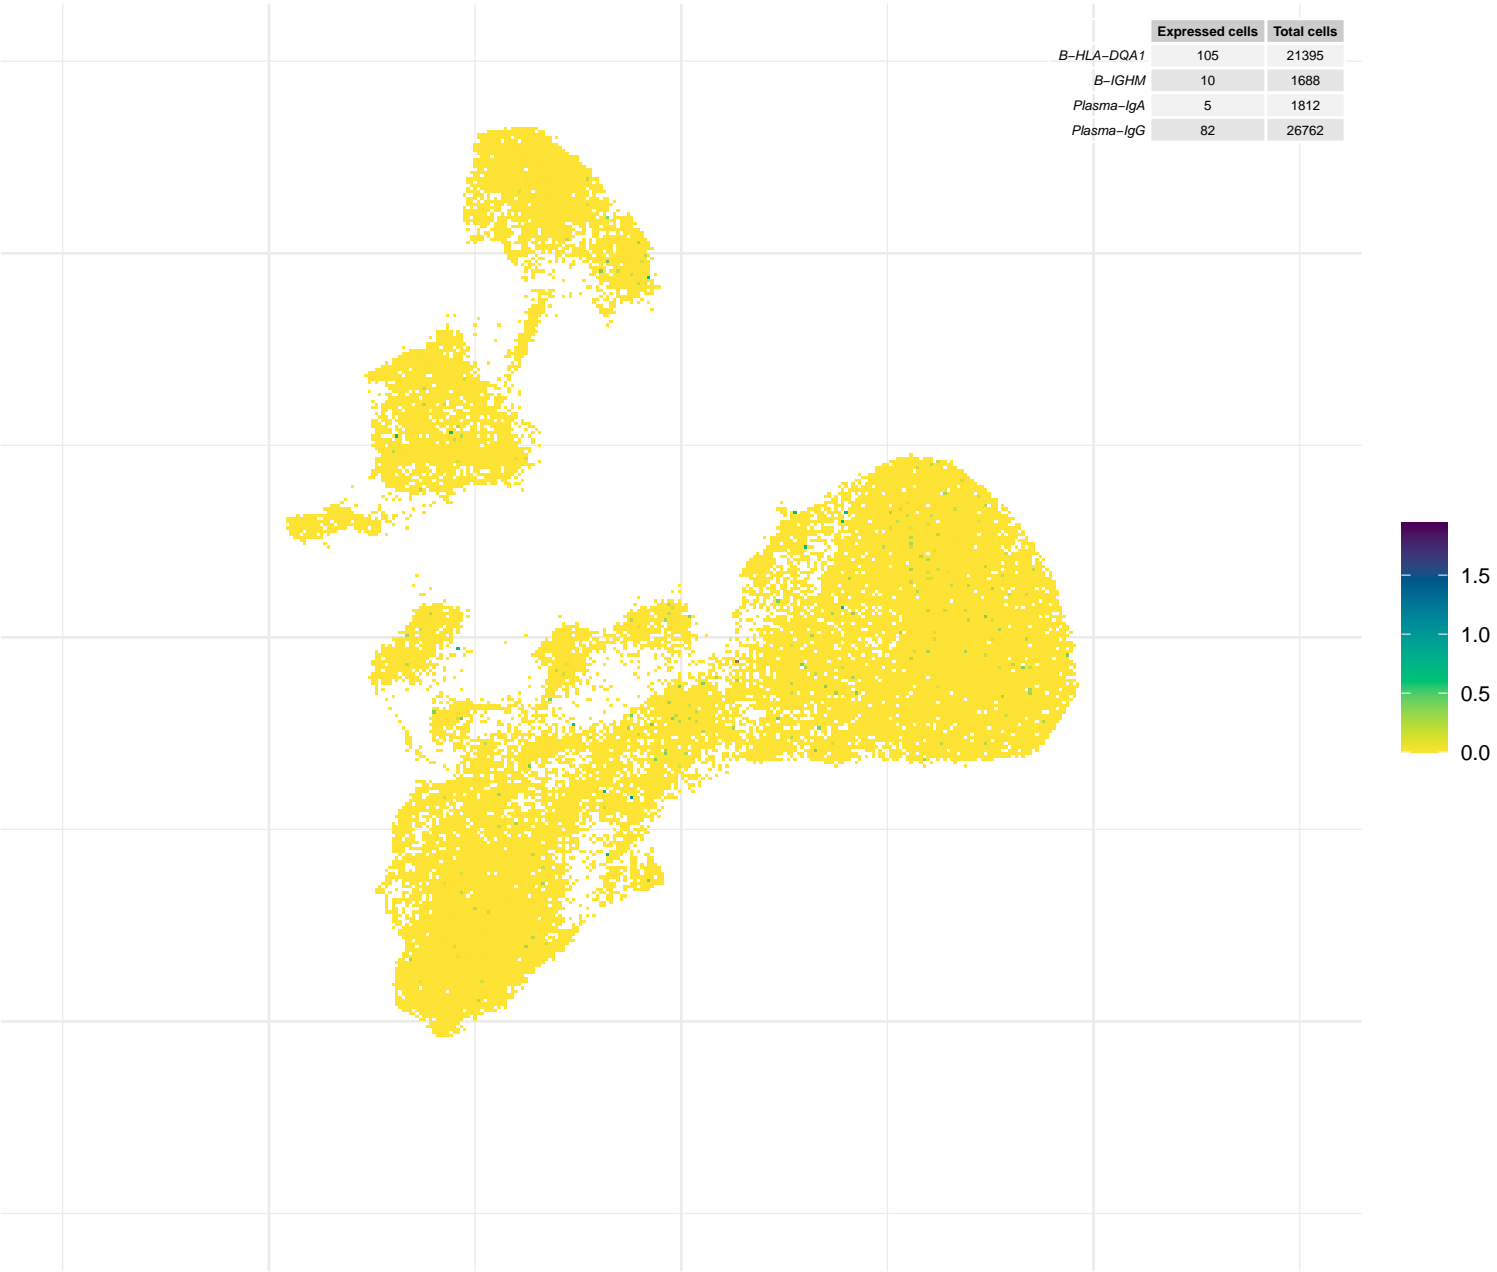 Expressed cells Total cells
B−HLA−DQA1 105 21395
B−IGHM 10 1688
Plasma−IgA 5 1812
Plasma−IgG 82 26762
1.5
1.0
0.5
0.0